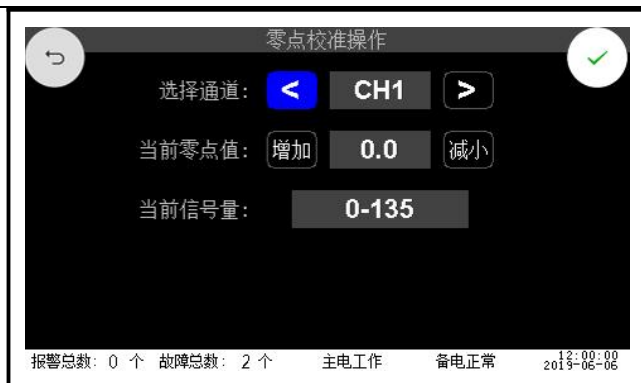 零点校准操作
选择通道： < CH1 >
当前零点值： 增加 0.0 减小
当前信号量： 0-135
报警总数： 0 个 故障总数： 2 个 主电工作 备电正常 12:00:00
2019-06-06